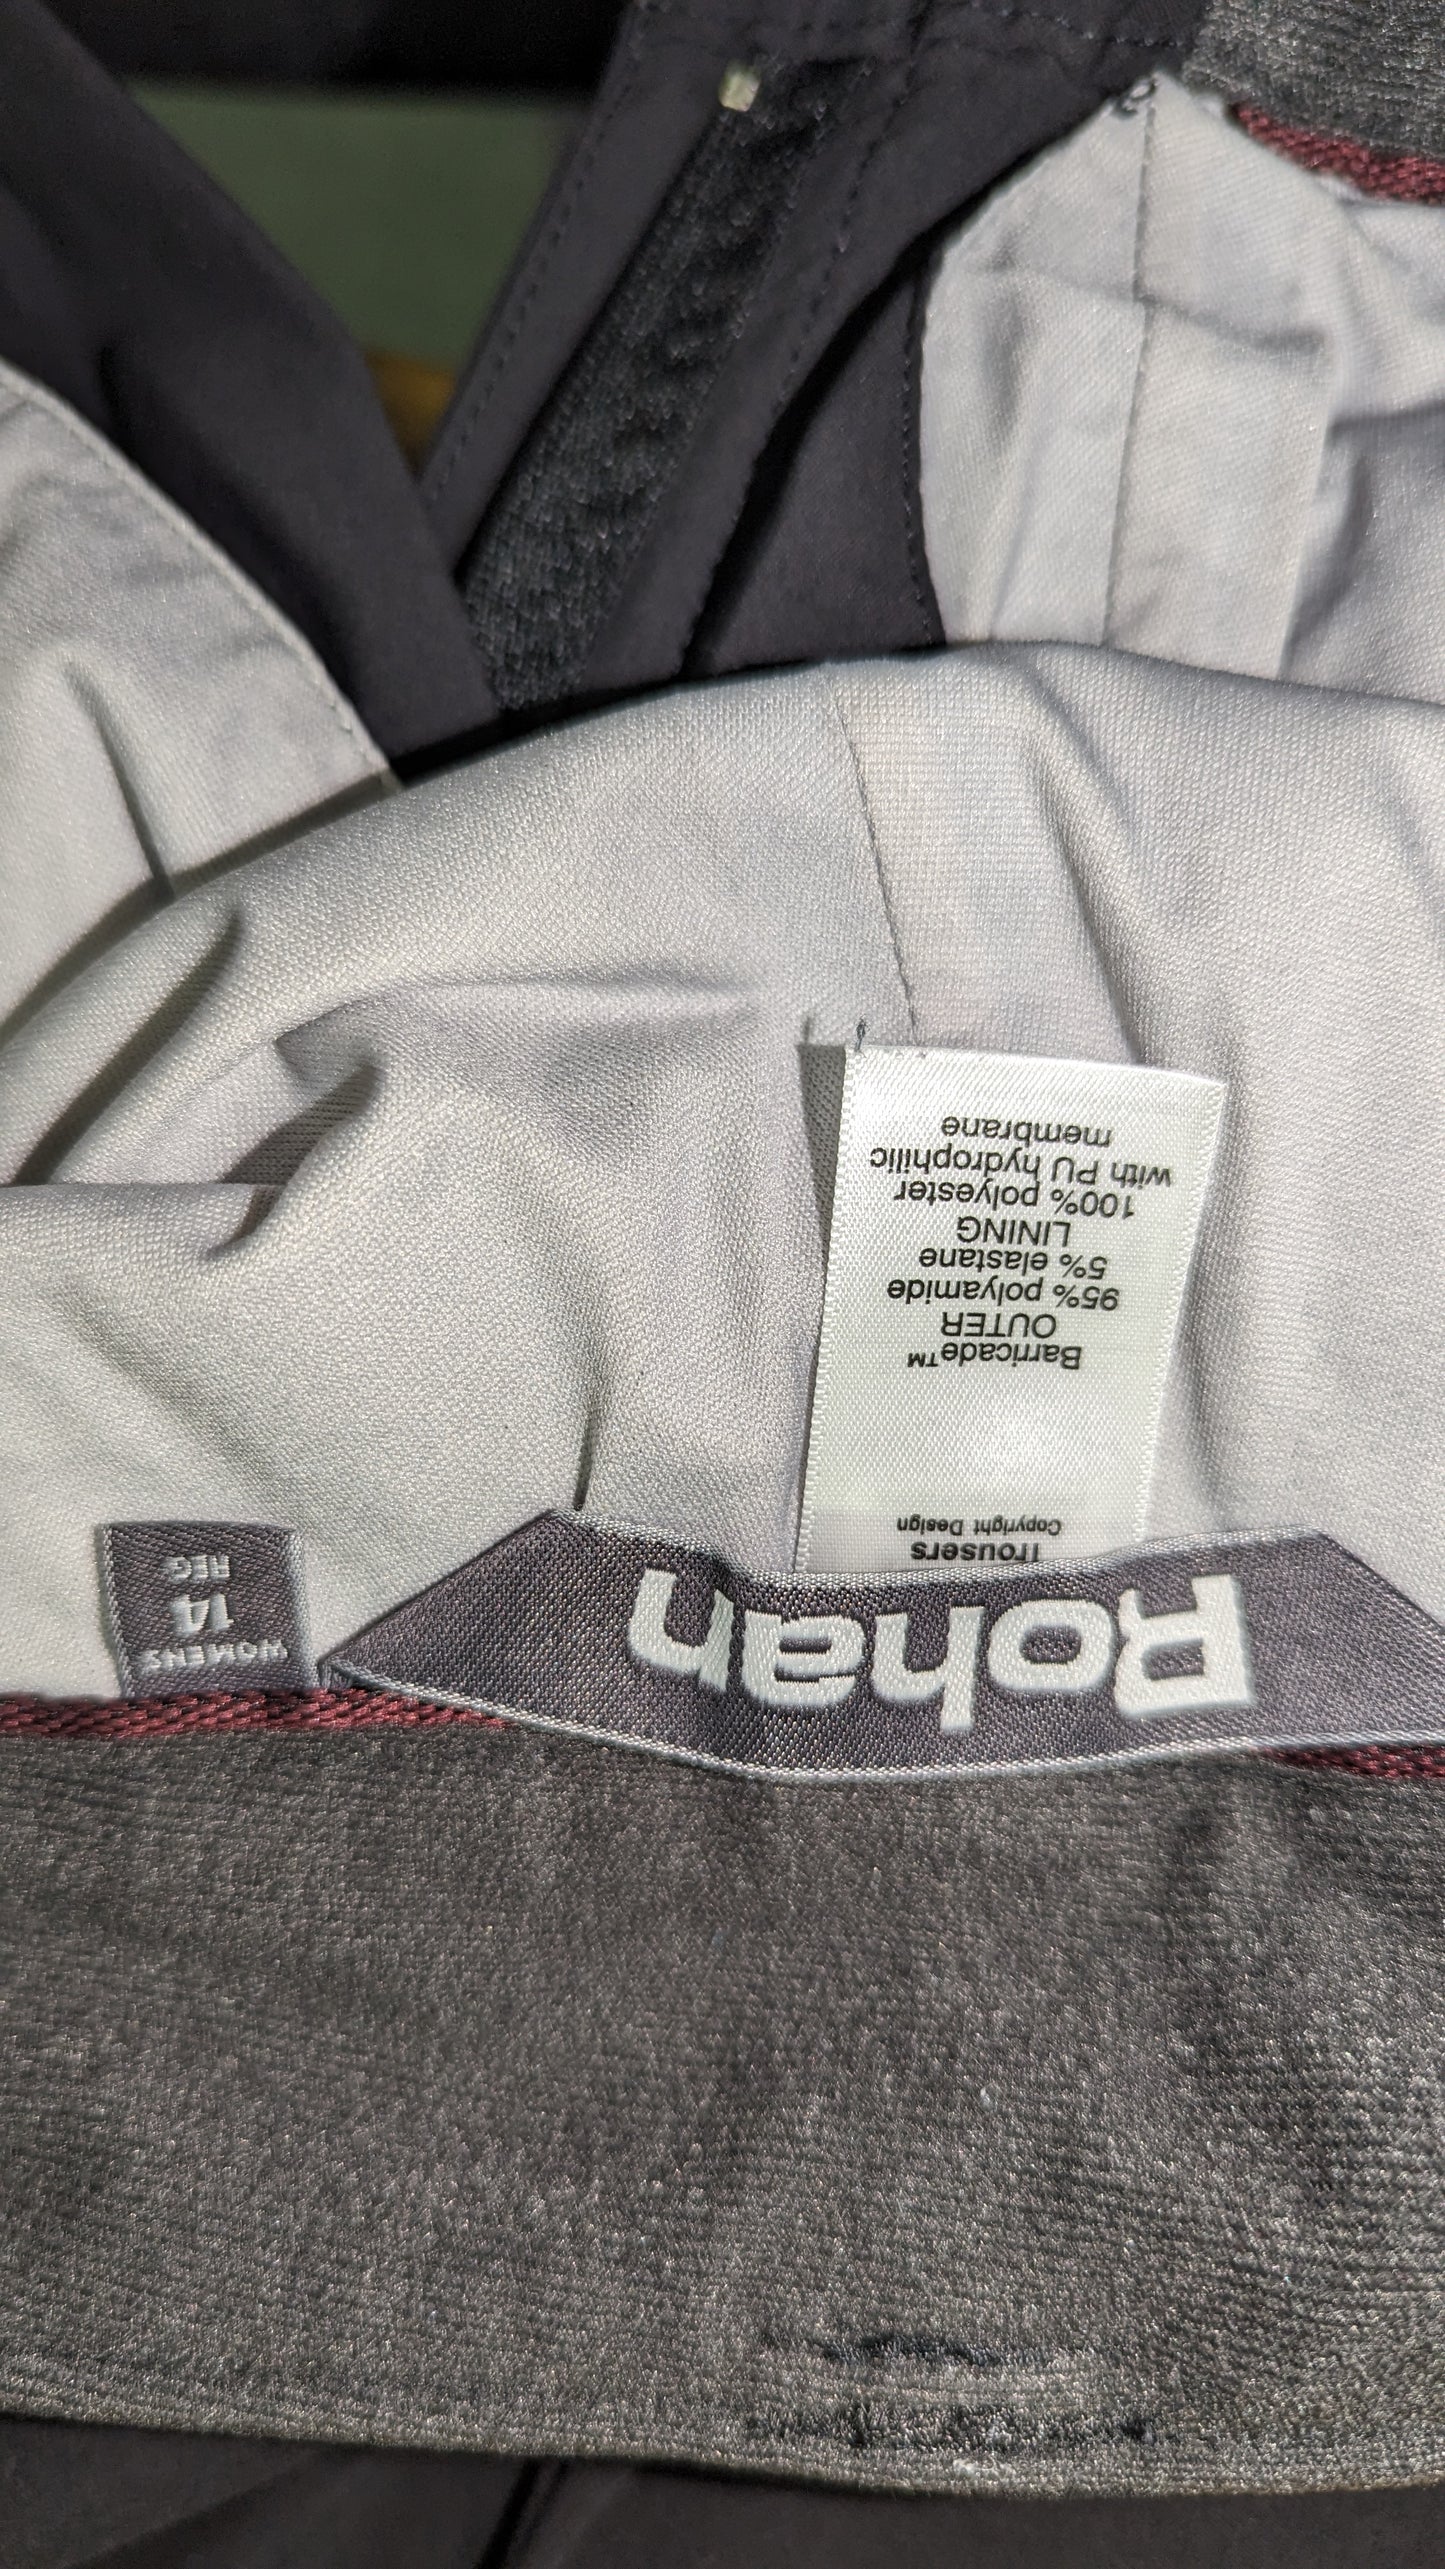 Rohan
WOMENS
14
REG
Trousers
Copyright Design
Barricade™
OUTER
95% polyamide
5% elastane
LINING
100% polyester
with PU hydrophilic
membrane